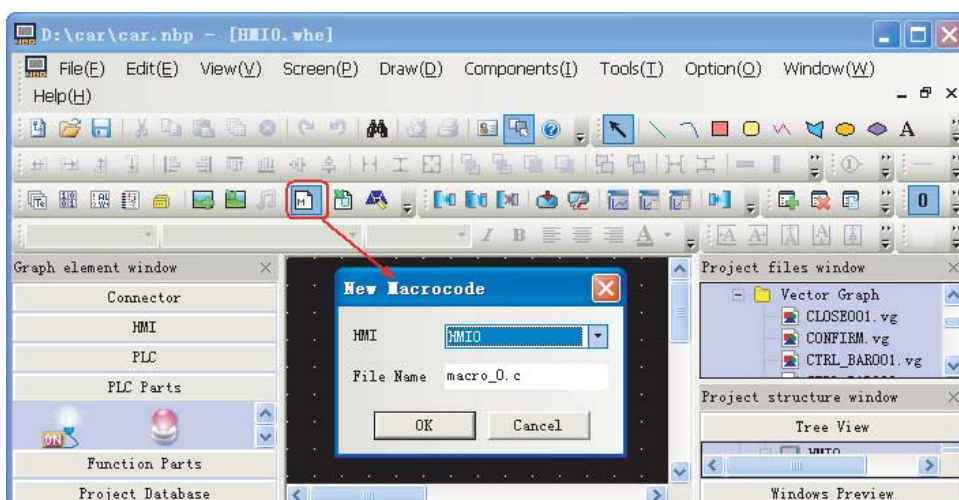 D:\car\car.nbp - [HMI0.whe]
File(F) Edit(E) View(V) Screen(P) Draw(D) Components(I) Tools(T) Option(O) Window(W)
Help(H)
A
I B A
0
Graph element window
Connector
HMI
PLC
PLC Parts
ON
Function Parts
Project Database
New Macrocode
HMI HMI0
File Name macro_0.c
OK Cancel
Project files window
Vector Graph
CLOSE001.vg
CONFIRM.vg
CTRL_BAR001.vg
Project structure window
Tree View
HMI0
Windows Preview